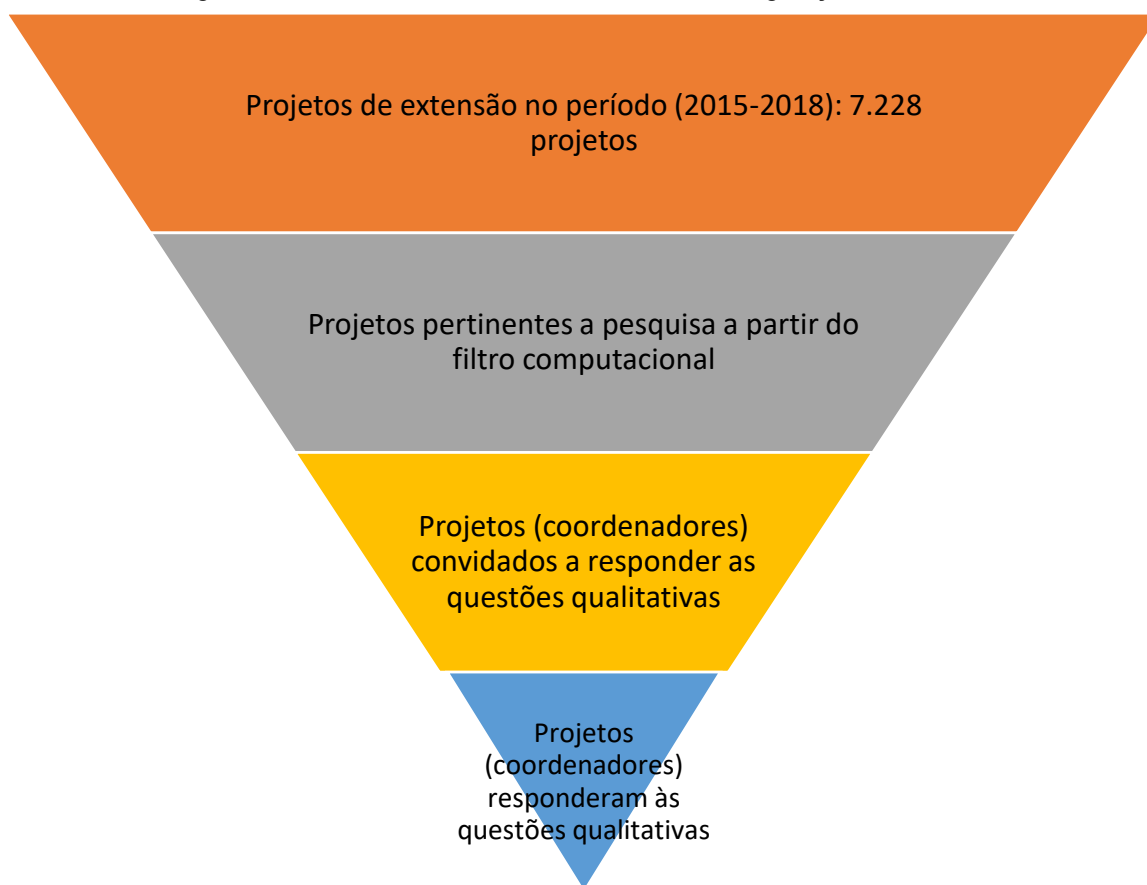 Projetos de extensão no período (2015-2018): 7.228
projetos
Projetos pertinentes a pesquisa a partir do
filtro computacional
Projetos (coordenadores)
convidados a responder as
questões qualitativas
Projetos
(coordenadores)
responderam às
questões qualitativas